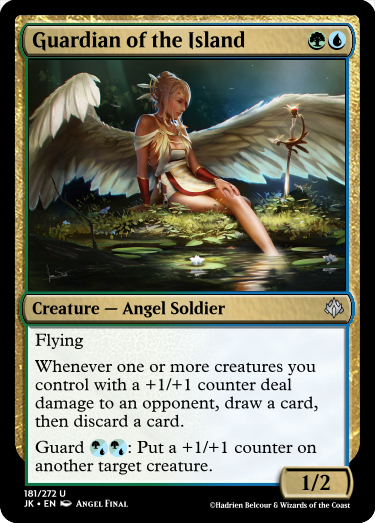 Guardian of the Island
Creature — Angel Soldier
Flying
Whenever one or more creatures you
control with a +1/+1 counter deal
damage to an opponent, draw a card,
then discard a card.
Guard : Put a +1/+1 counter on
another target creature.
1/2
181/272 U
JK • EN Angel Final
©Hadrien Belcour & Wizards of the Coast